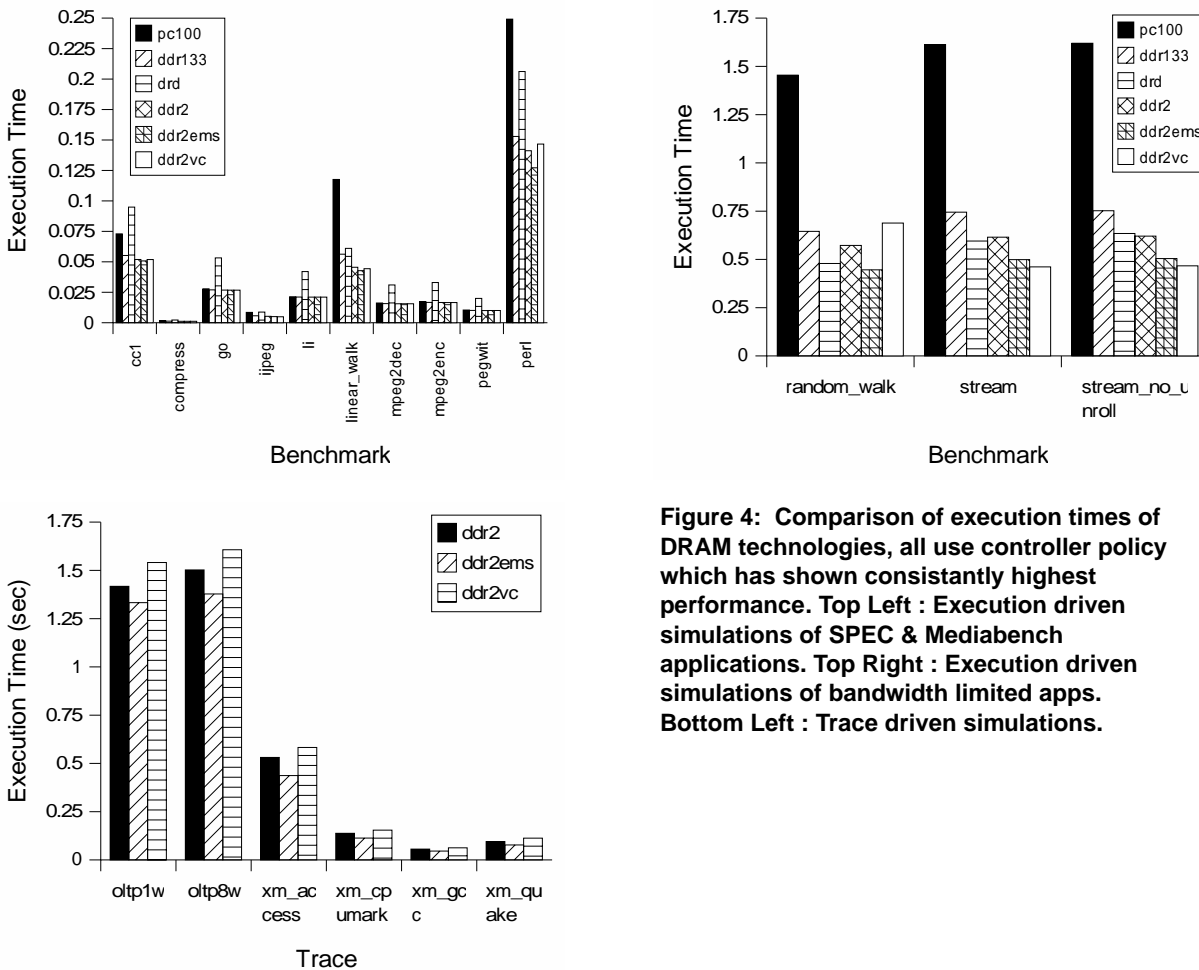 0.25
0.225
0.2
0.175
0.15
0.125
0.1
0.075
0.05
0.025
0
Execution Time
pc100
ddr133
drd
ddr2
ddr2ems
ddr2vc
cc1
compress
go
ijpeg
li
linear_walk
mpeg2dec
mpeg2enc
pegwit
perl
Benchmark
1.75
1.5
1.25
1
0.75
0.5
0.25
0
Execution Time
pc100
ddr133
drd
ddr2
ddr2ems
ddr2vc
random_walk
stream
stream_no_u
nroll
Benchmark
1.75
1.5
1.25
1
0.75
0.5
0.25
0
Execution Time (sec)
ddr2
ddr2ems
ddr2vc
oltp1w
oltp8w
xm_ac
cess
xm_cp
umark
xm_gc
c
xm_qu
ake
Trace
Figure 4: Comparison of execution times of
DRAM technologies, all use controller policy
which has shown consistantly highest
performance. Top Left : Execution driven
simulations of SPEC & Mediabench
applications. Top Right : Execution driven
simulations of bandwidth limited apps.
Bottom Left : Trace driven simulations.